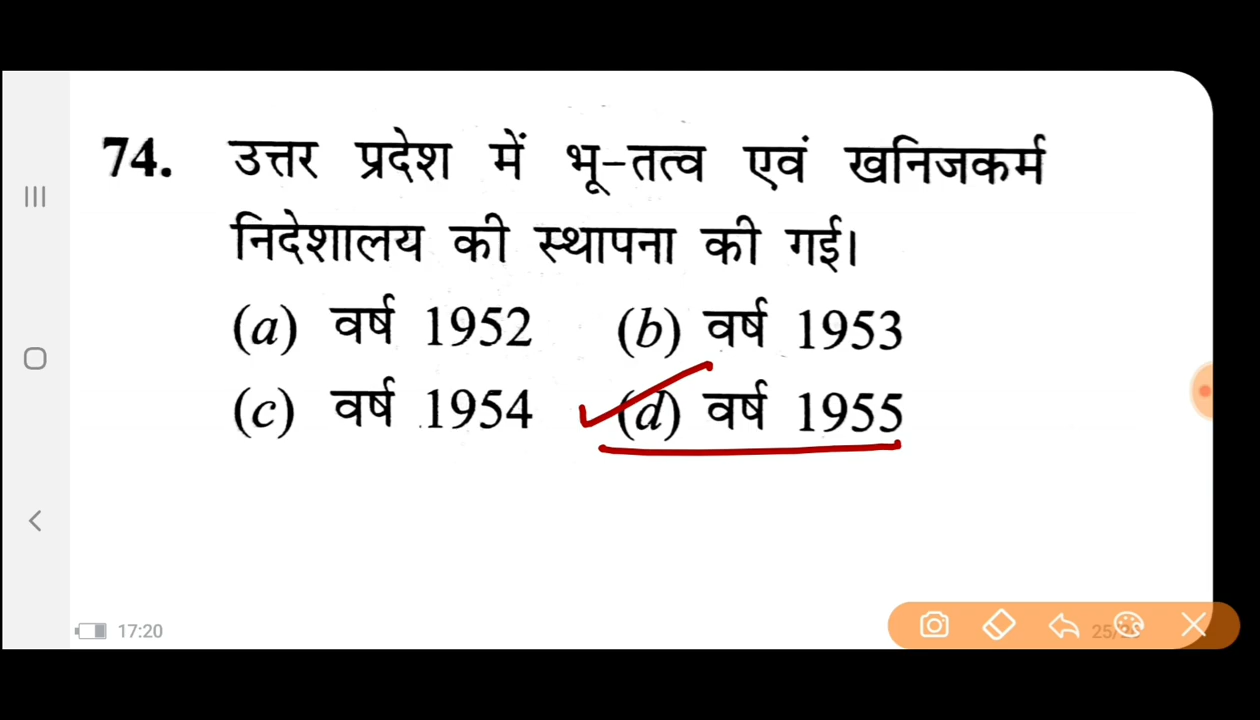 74. उत्तर प्रदेश में भू-तत्व एवं खनिजकर्म
निदेशालय की स्थापना की गई।
(a) वर्ष 1952 (b) वर्ष 1953
(c) वर्ष 1954 (d) वर्ष 1955
17:20